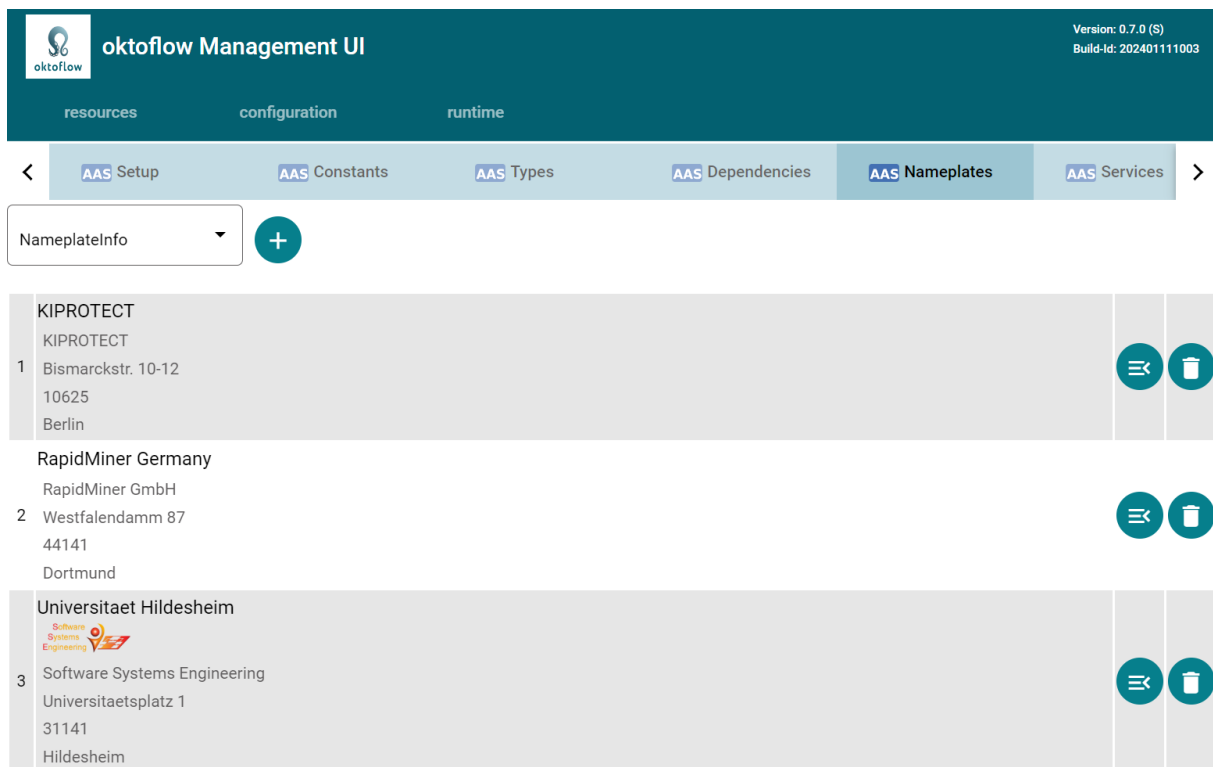 oktoflow
oktoflow Management UI
Version: 0.7.0 (S)
Build-Id: 202401111003
resources configuration runtime
AAS Setup AAS Constants AAS Types AAS Dependencies AAS Nameplates AAS Services
NameplateInfo
KIPROTECT
KIPROTECT
1 Bismarckstr. 10-12
10625
Berlin
RapidMiner Germany
RapidMiner GmbH
2 Westfalendamm 87
44141
Dortmund
Universitaet Hildesheim
Software
Systems
Engineering
3 Software Systems Engineering
Universitaetsplatz 1
31141
Hildesheim